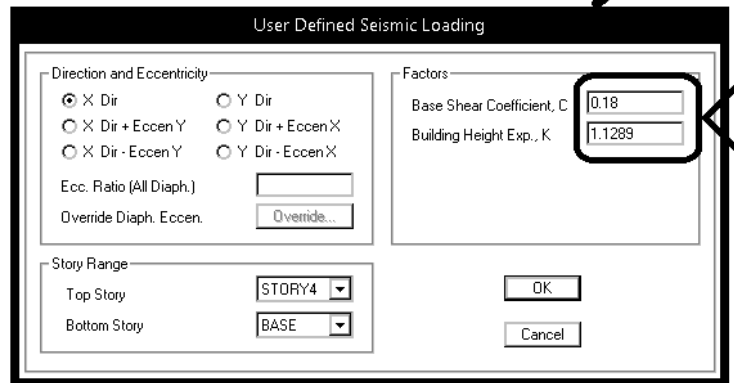 User Defined Seismic Loading
Direction and Eccentricity
X Dir Y Dir
X Dir + Eccen Y Y Dir + Eccen X
X Dir - Eccen Y Y Dir - Eccen X
Ecc. Ratio (All Diaph.)
Override Diaph. Eccen. Override...
Factors
Base Shear Coefficient, C 0.18
Building Height Exp., K 1.1289
Story Range
Top Story STORY4
Bottom Story BASE
OK
Cancel